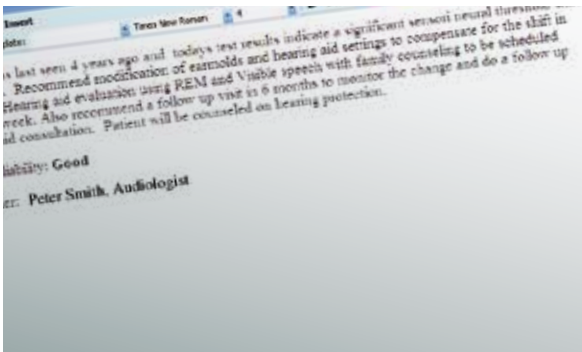 Insert
Times New Roman 9
s last seen 4 years ago and todays test results indicate a significant sensori neural threshold
. Recommend modification of earmolds and hearing aid settings to compensate for the shift in
Hearing aid evaluation using REM and Visible speech with family counseling to be scheduled
week. Also recommend a follow up visit in 6 months to monitor the change and do a follow up
id consultation. Patient will be counseled on hearing protection.
liability: Good
er: Peter Smith, Audiologist